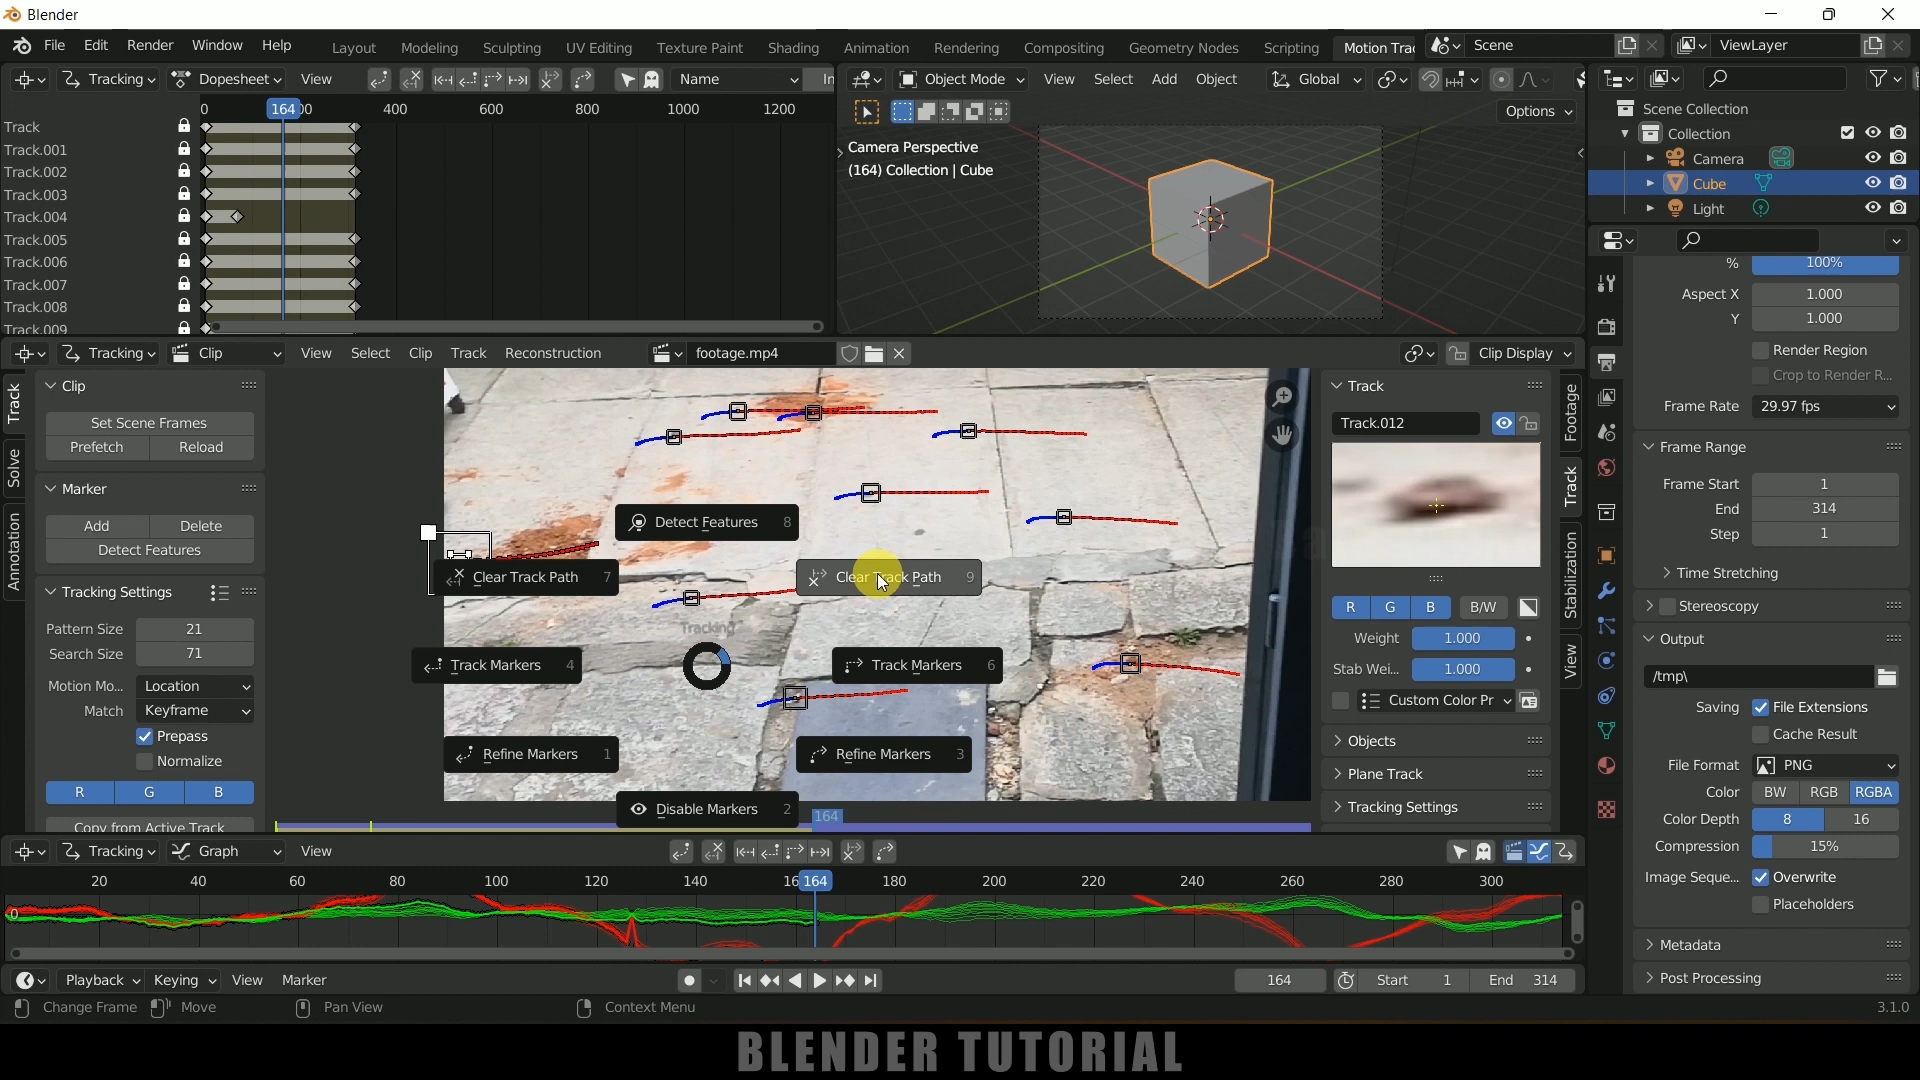 Blender
File Edit Render Window Help Layout Modeling Sculpting UV Editing Texture Paint Shading Animation Rendering Compositing Geometry Nodes Scripting Motion Trac Scene ViewLayer
Tracking Dopesheet View Name In
Object Mode View Select Add Object Global
0 164 400 600 800 1000 1200
Options
Track
Track.001
Track.002
Track.003
Track.004
Track.005
Track.006
Track.007
Track.008
Track.009
Camera Perspective
(164) Collection | Cube
Scene Collection
Collection
Camera
Cube
Light
Tracking Clip View Select Clip Track Reconstruction footage.mp4 Clip Display
Track
Solve
Annotation
Clip
Set Scene Frames
Prefetch Reload
Marker
Add Delete
Detect Features
Tracking Settings
Pattern Size 21
Search Size 71
Motion Mo... Location
Match Keyframe
Prepass
Normalize
R G B
Copy from Active Track
Detect Features 8
Clear Track Path 7
Clear Track Path 9
Tracking
Track Markers 4
Track Markers 6
Refine Markers 1
Refine Markers 3
Disable Markers 2
164
Track
Track.012
R G B B/W
Weight 1.000
Stab Wei... 1.000
Custom Color Pr
Objects
Plane Track
Tracking Settings
Footage
Track
Stabilization
View
% 100%
Aspect X 1.000
Y 1.000
Render Region
Crop to Render R...
Frame Rate 29.97 fps
Frame Range
Frame Start 1
End 314
Step 1
Time Stretching
Stereoscopy
Output
/tmp\
Saving File Extensions
Cache Result
File Format PNG
Color BW RGB RGBA
Color Depth 8 16
Compression 15%
Image Seque... Overwrite
Placeholders
Metadata
Post Processing
Tracking Graph View
20 40 60 80 100 120 140 16 164 180 200 220 240 260 280 300
0
Playback Keying View Marker 164 Start 1 End 314
Change Frame Move Pan View Context Menu 3.1.0
BLENDER TUTORIAL